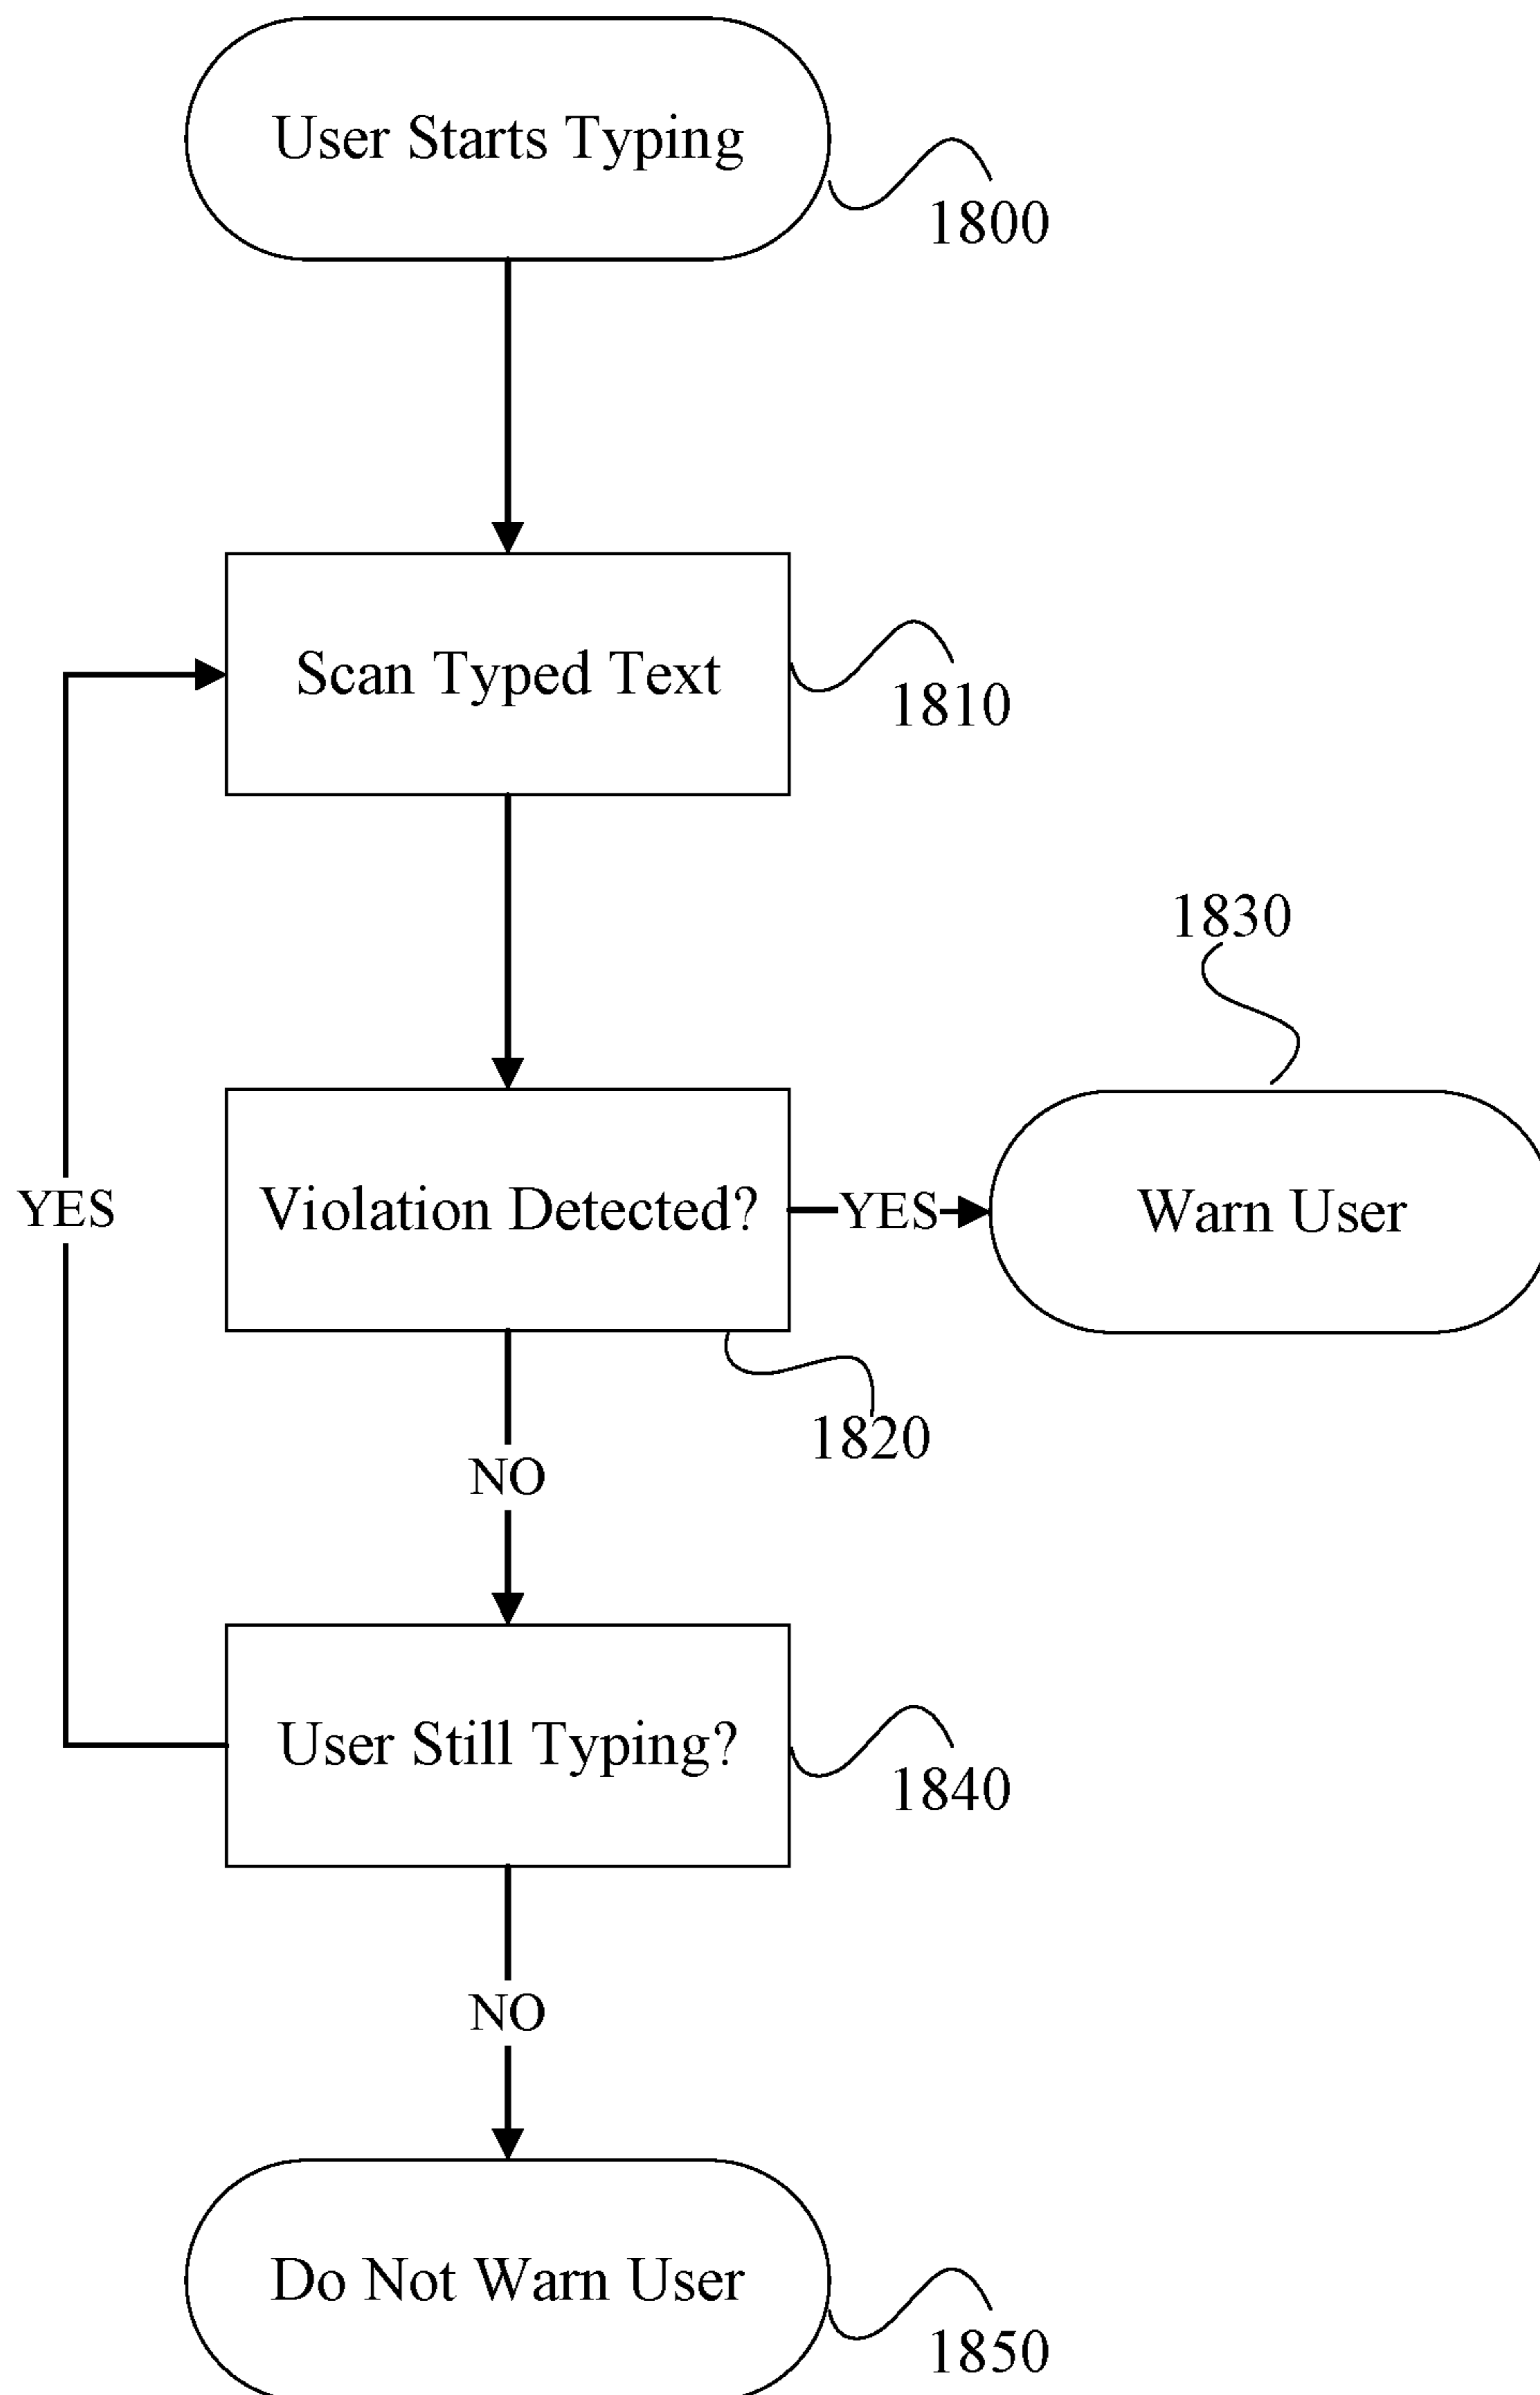 User Starts Typing
1800
Scan Typed Text
1810
1830
YES
Violation Detected?
YES
Warn User
1820
NO
User Still Typing?
1840
NO
Do Not Warn User
1850